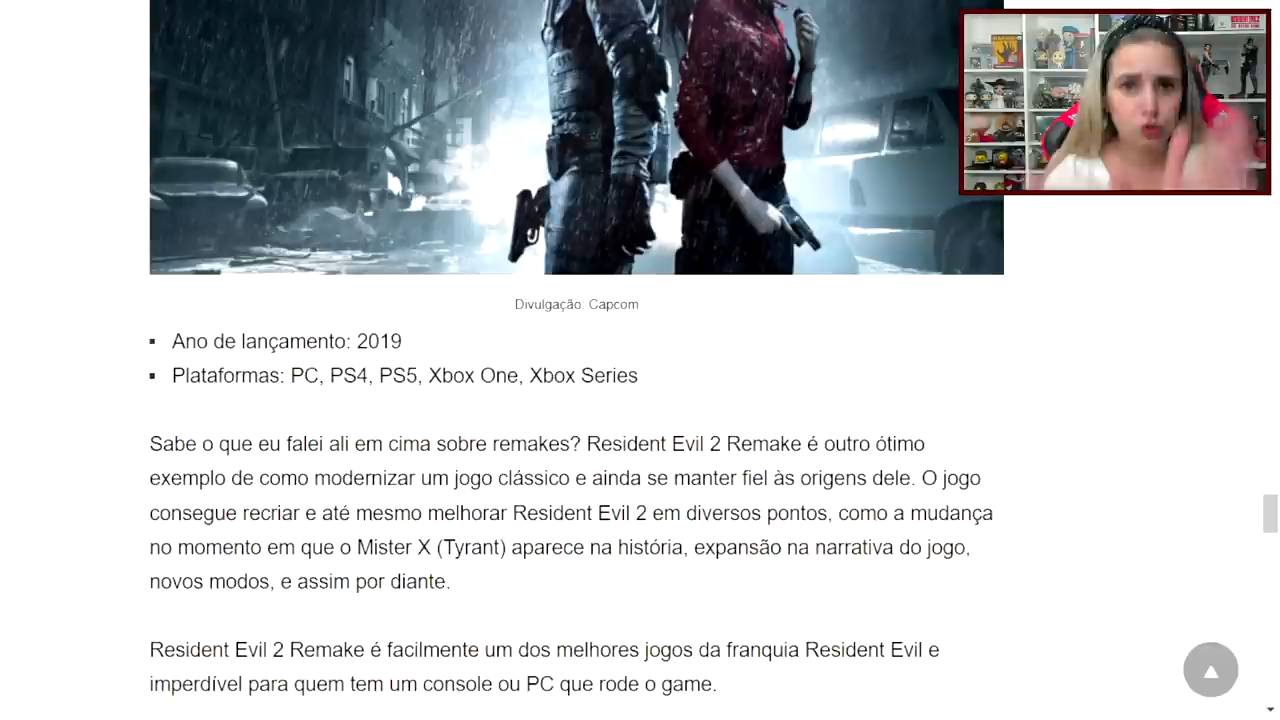 Divulgação: Capcom
▪ Ano de lançamento: 2019
▪ Plataformas: PC, PS4, PS5, Xbox One, Xbox Series
Sabe o que eu falei ali em cima sobre remakes? Resident Evil 2 Remake é outro ótimo
exemplo de como modernizar um jogo clássico e ainda se manter fiel às origens dele. O jogo
consegue recriar e até mesmo melhorar Resident Evil 2 em diversos pontos, como a mudança
no momento em que o Mister X (Tyrant) aparece na história, expansão na narrativa do jogo,
novos modos, e assim por diante.
Resident Evil 2 Remake é facilmente um dos melhores jogos da franquia Resident Evil e
imperdível para quem tem um console ou PC que rode o game.